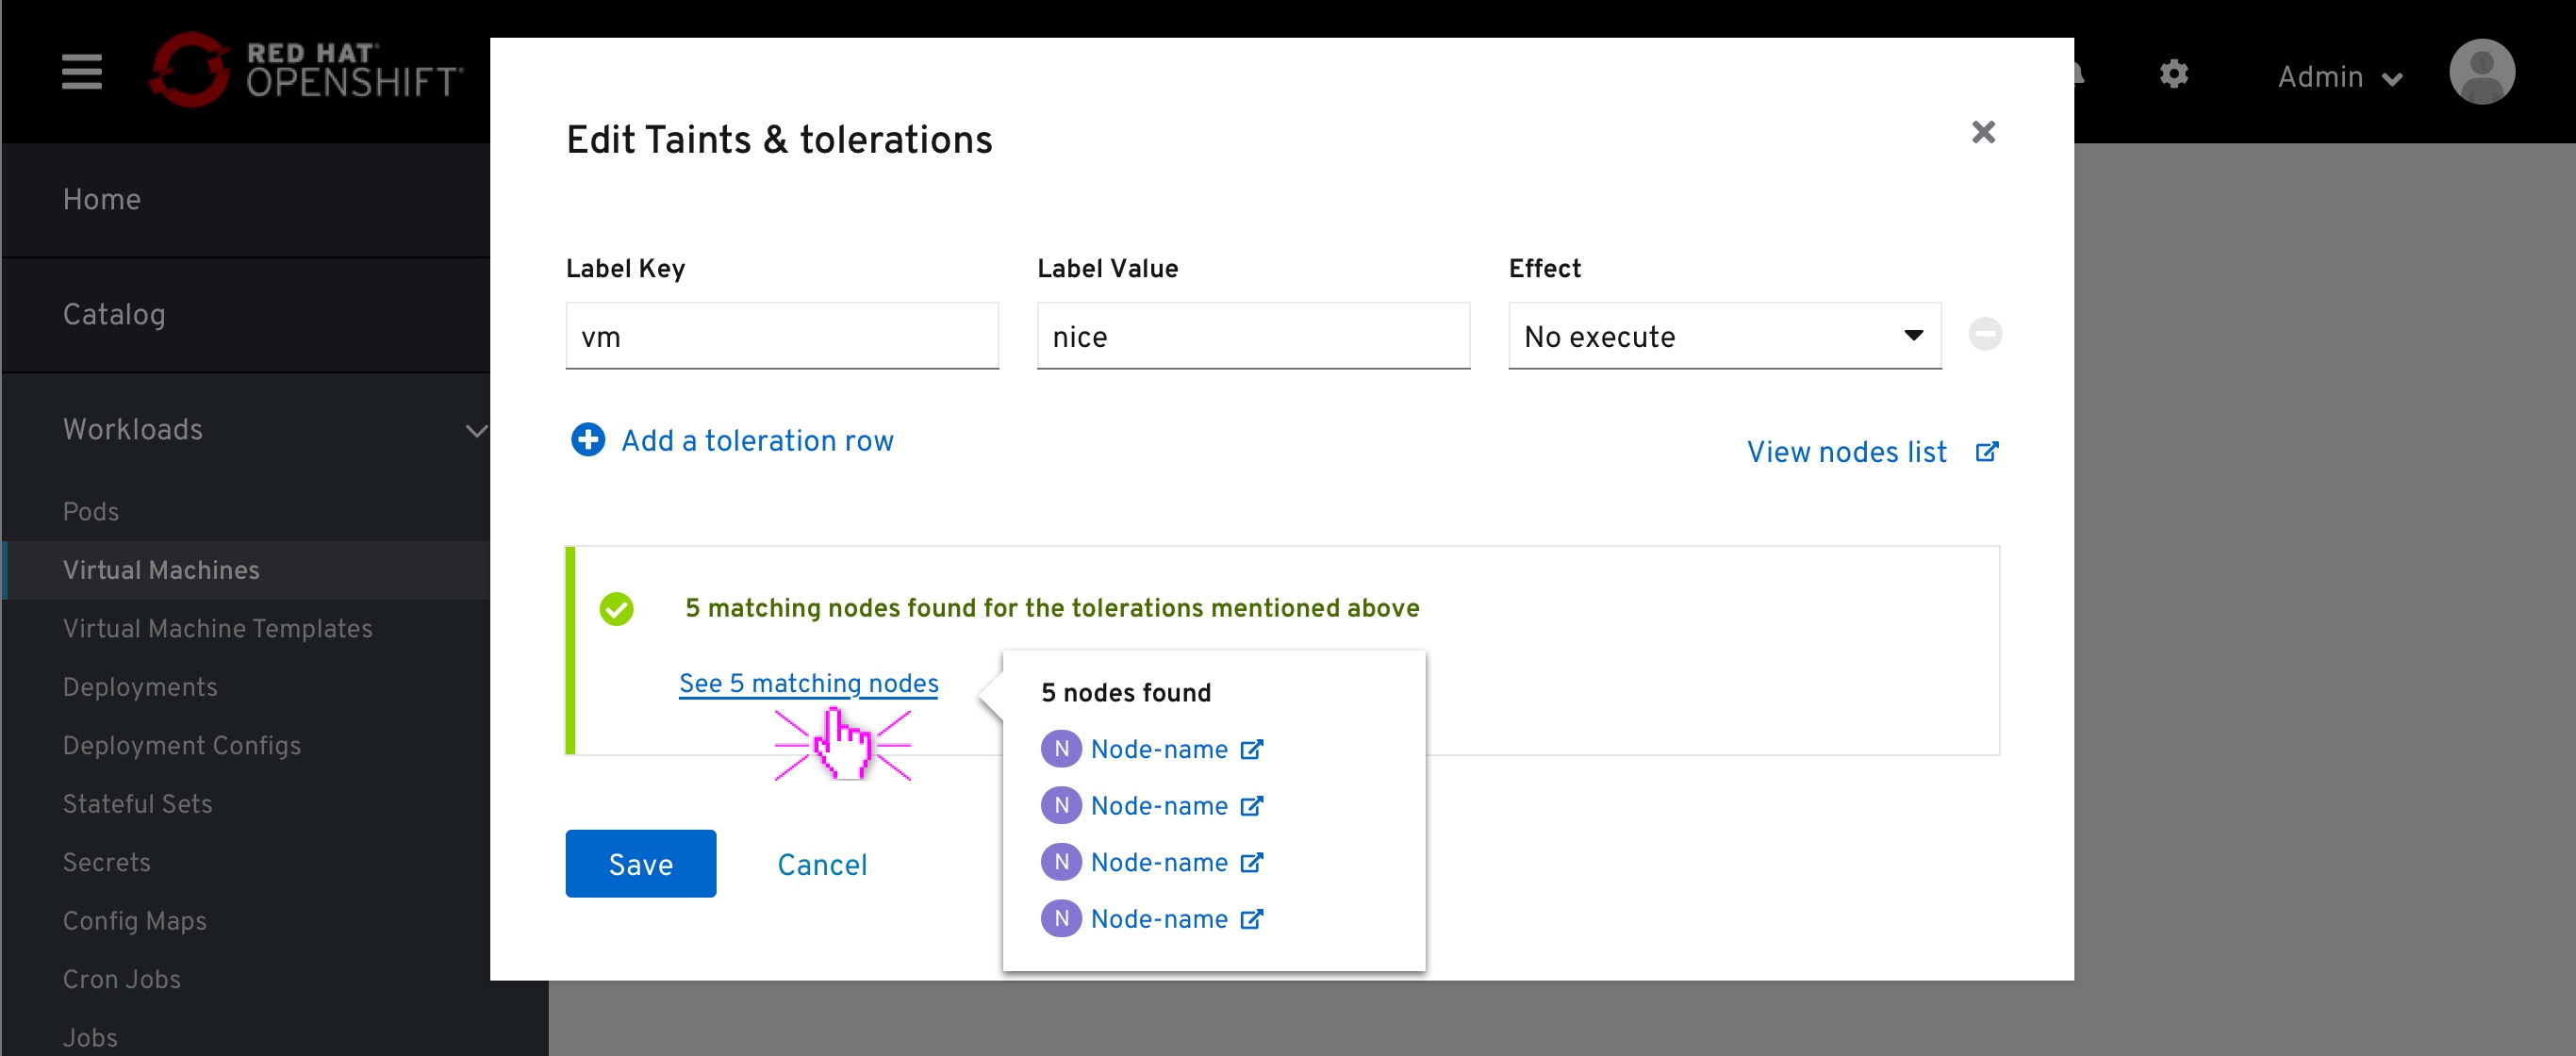 RED HAT
OPENSHIFT
Admin
Edit Taints & tolerations
Home
Catalog
Workloads
Pods
Virtual Machines
Virtual Machine Templates
Deployments
Deployment Configs
Stateful Sets
Secrets
Config Maps
Cron Jobs
Jobs
Label Key
Label Value
Effect
vm
nice
No execute
Add a toleration row
View nodes list
5 matching nodes found for the tolerations mentioned above
See 5 matching nodes
5 nodes found
N Node-name
N Node-name
N Node-name
N Node-name
Save
Cancel